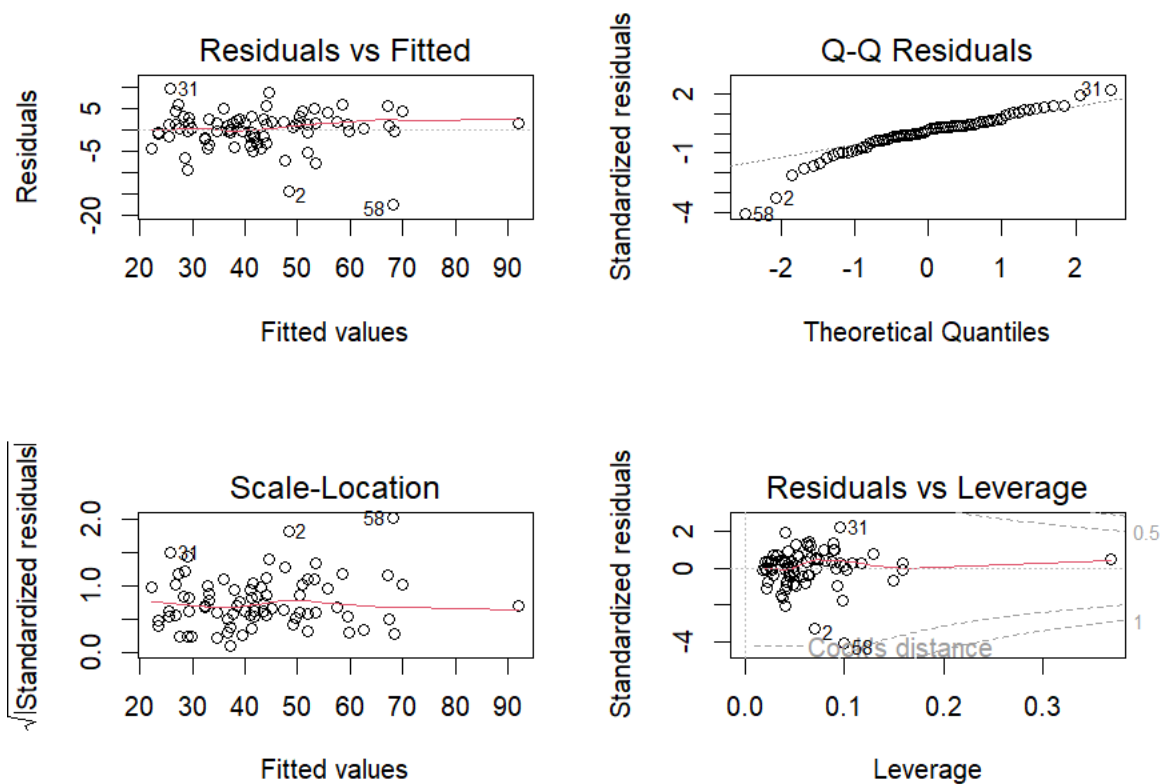 Residuals vs Fitted
Residuals
5
-5
-20
31
2
58
20 30 40 50 60 70 80 90
Fitted values
Q-Q Residuals
Standardized residuals
2
-1
-4
31
2
58
-2 -1 0 1 2
Theoretical Quantiles
Scale-Location
√|Standardized residuals|
2.0
1.0
0.0
58
2
31
20 30 40 50 60 70 80 90
Fitted values
Residuals vs Leverage
Standardized residuals
2
0
-4
31
2
58
Cook's distance
0.5
1
0.0 0.1 0.2 0.3
Leverage